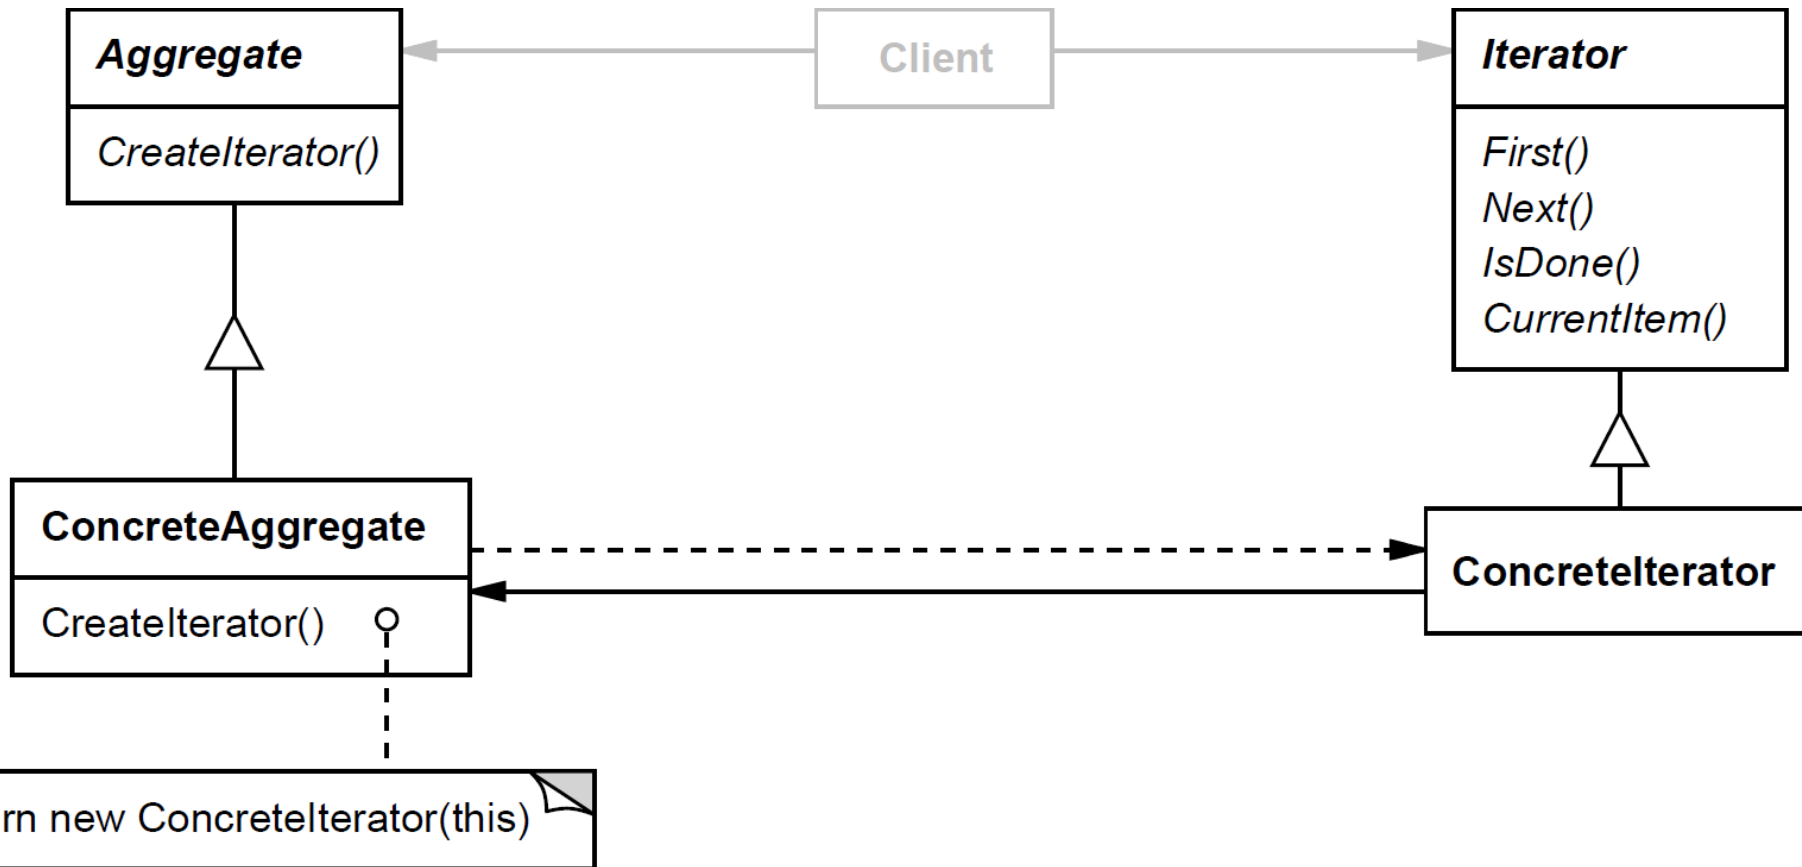 Aggregate
CreateIterator()
Client
Iterator
First()
Next()
IsDone()
CurrentItem()
ConcreteAggregate
CreateIterator()
ConcreteIterator
rn new ConcreteIterator(this)